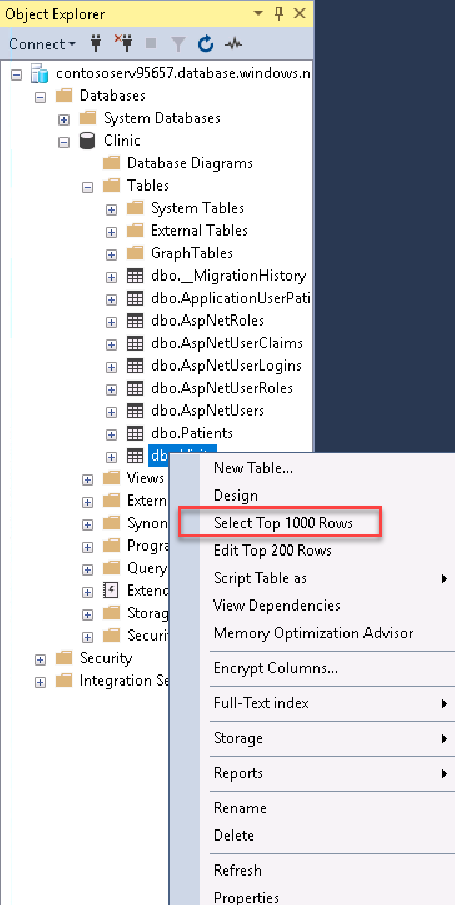 Object Explorer
Connect
contososerv95657.database.windows.n
Databases
System Databases
Clinic
Database Diagrams
Tables
System Tables
External Tables
GraphTables
dbo.__MigrationHistory
dbo.ApplicationUserPati
dbo.AspNetRoles
dbo.AspNetUserClaims
dbo.AspNetUserLogins
dbo.AspNetUserRoles
dbo.AspNetUsers
dbo.Patients
Views
Extern
Synon
Progra
Query
Extend
Storag
Securi
Security
Integration Se
New Table...
Design
Select Top 1000 Rows
Edit Top 200 Rows
Script Table as
View Dependencies
Memory Optimization Advisor
Encrypt Columns...
Full-Text index
Storage
Reports
Rename
Delete
Refresh
Properties